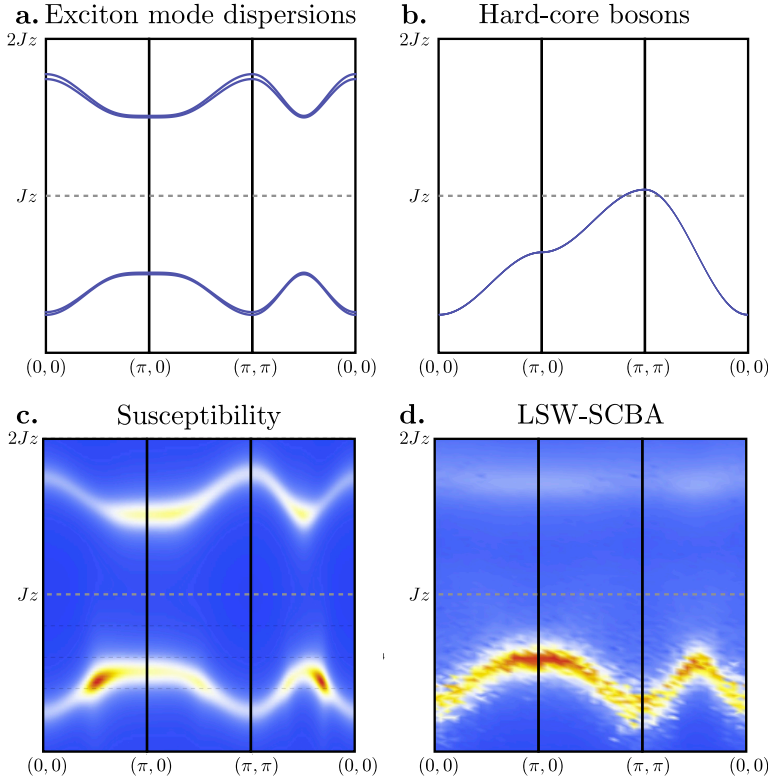 a. Exciton mode dispersions
b. Hard-core bosons
2Jz
Jz
(0, 0) (π, 0) (π, π) (0, 0)
2Jz
Jz
(0, 0) (π, 0) (π, π) (0, 0)
c. Susceptibility
d. LSW-SCBA
2Jz
Jz
(0, 0) (π, 0) (π, π) (0, 0)
2Jz
Jz
(0, 0) (π, 0) (π, π) (0, 0)